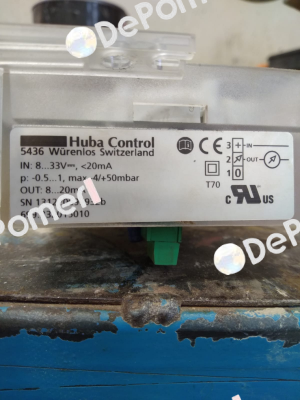 DePomeri
Huba Control
5436 Würenlos Switzerland
IN: 8...33V⎓, <20mA
p: -0.5...1, max -4/+50mbar
OUT: 8...20m
SN
T70
3 +
2
1 0
IN
OUT
c UR US